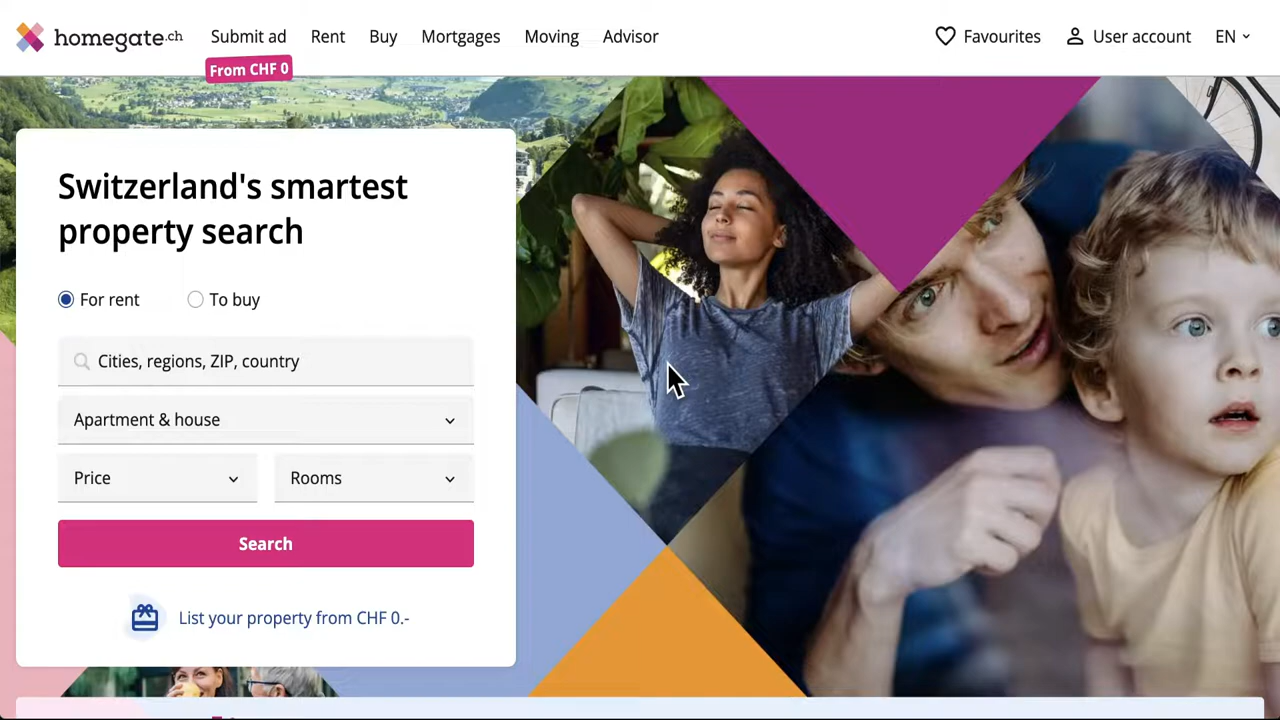 homegate.ch
Submit ad
Rent
Buy
Mortgages
Moving
Advisor
Favourites
User account
EN
From CHF 0
Switzerland's smartest
property search
For rent
To buy
Cities, regions, ZIP, country
Apartment & house
Price
Rooms
Search
List your property from CHF 0.-